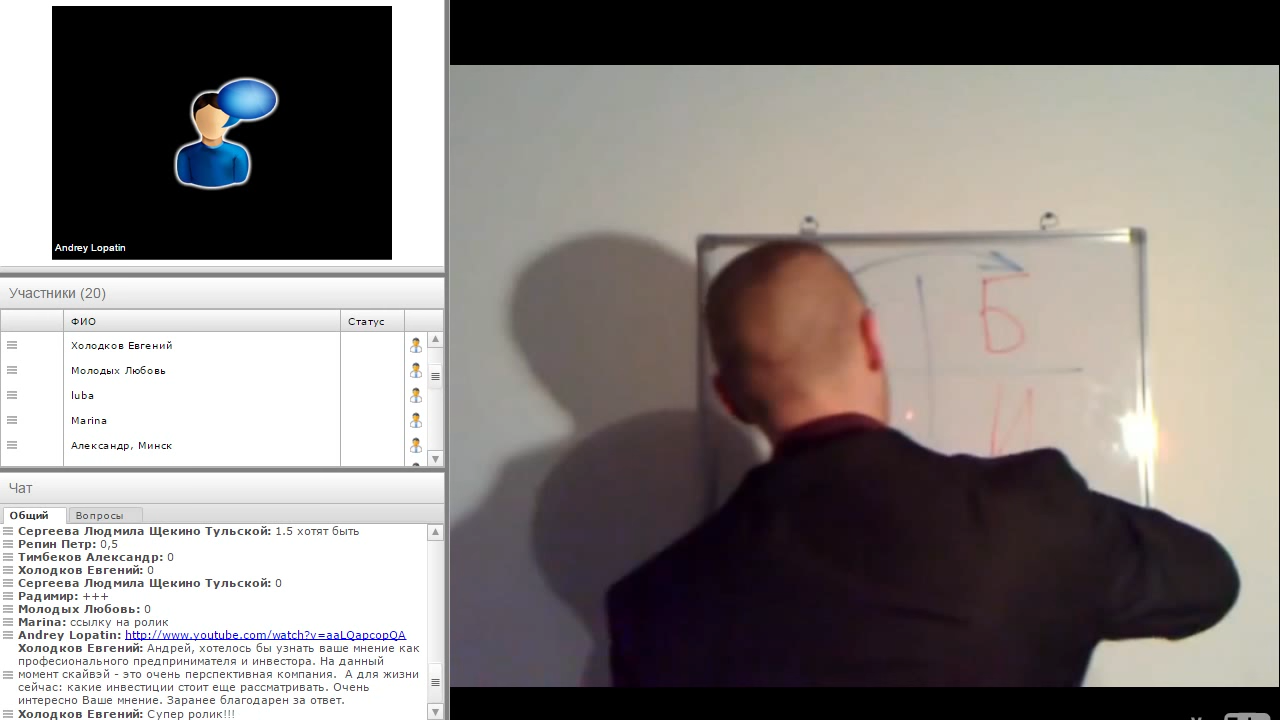 Andrey Lopatin
Участники (20)
ФИО Статус
Холодков Евгений
Молодых Любовь
luba
Marina
Александр, Минск
Чат
Общий Вопросы
Сергеева Людмила Щекино Тульской: 1.5 хотят быть
Репин Петр: 0,5
Тимбеков Александр: 0
Холодков Евгений: 0
Сергеева Людмила Щекино Тульской: 0
Радимир: +++
Молодых Любовь: 0
Marina: ссылку на ролик
Andrey Lopatin: http://www.youtube.com/watch?v=aaLQapcopQA
Холодков Евгений: Андрей, хотелось бы узнать ваше мнение как
професионального предпринимателя и инвестора. На данный
момент скайвэй - это очень перспективная компания. А для жизни
сейчас: какие инвестиции стоит еще рассматривать. Очень
интересно Ваше мнение. Заранее благодарен за ответ.
Холодков Евгений: Супер ролик!!!
Б
И